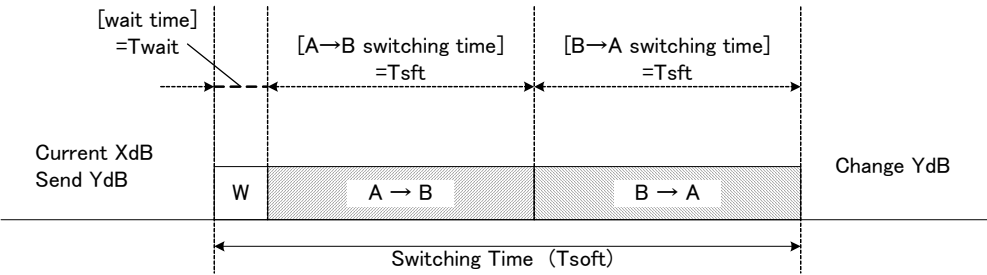 [wait time]
=Twait
[A→B switching time]
=Tsft
[B→A switching time]
=Tsft
Current XdB
Send YdB
W
A → B
B → A
Change YdB
Switching Time (Tsoft)